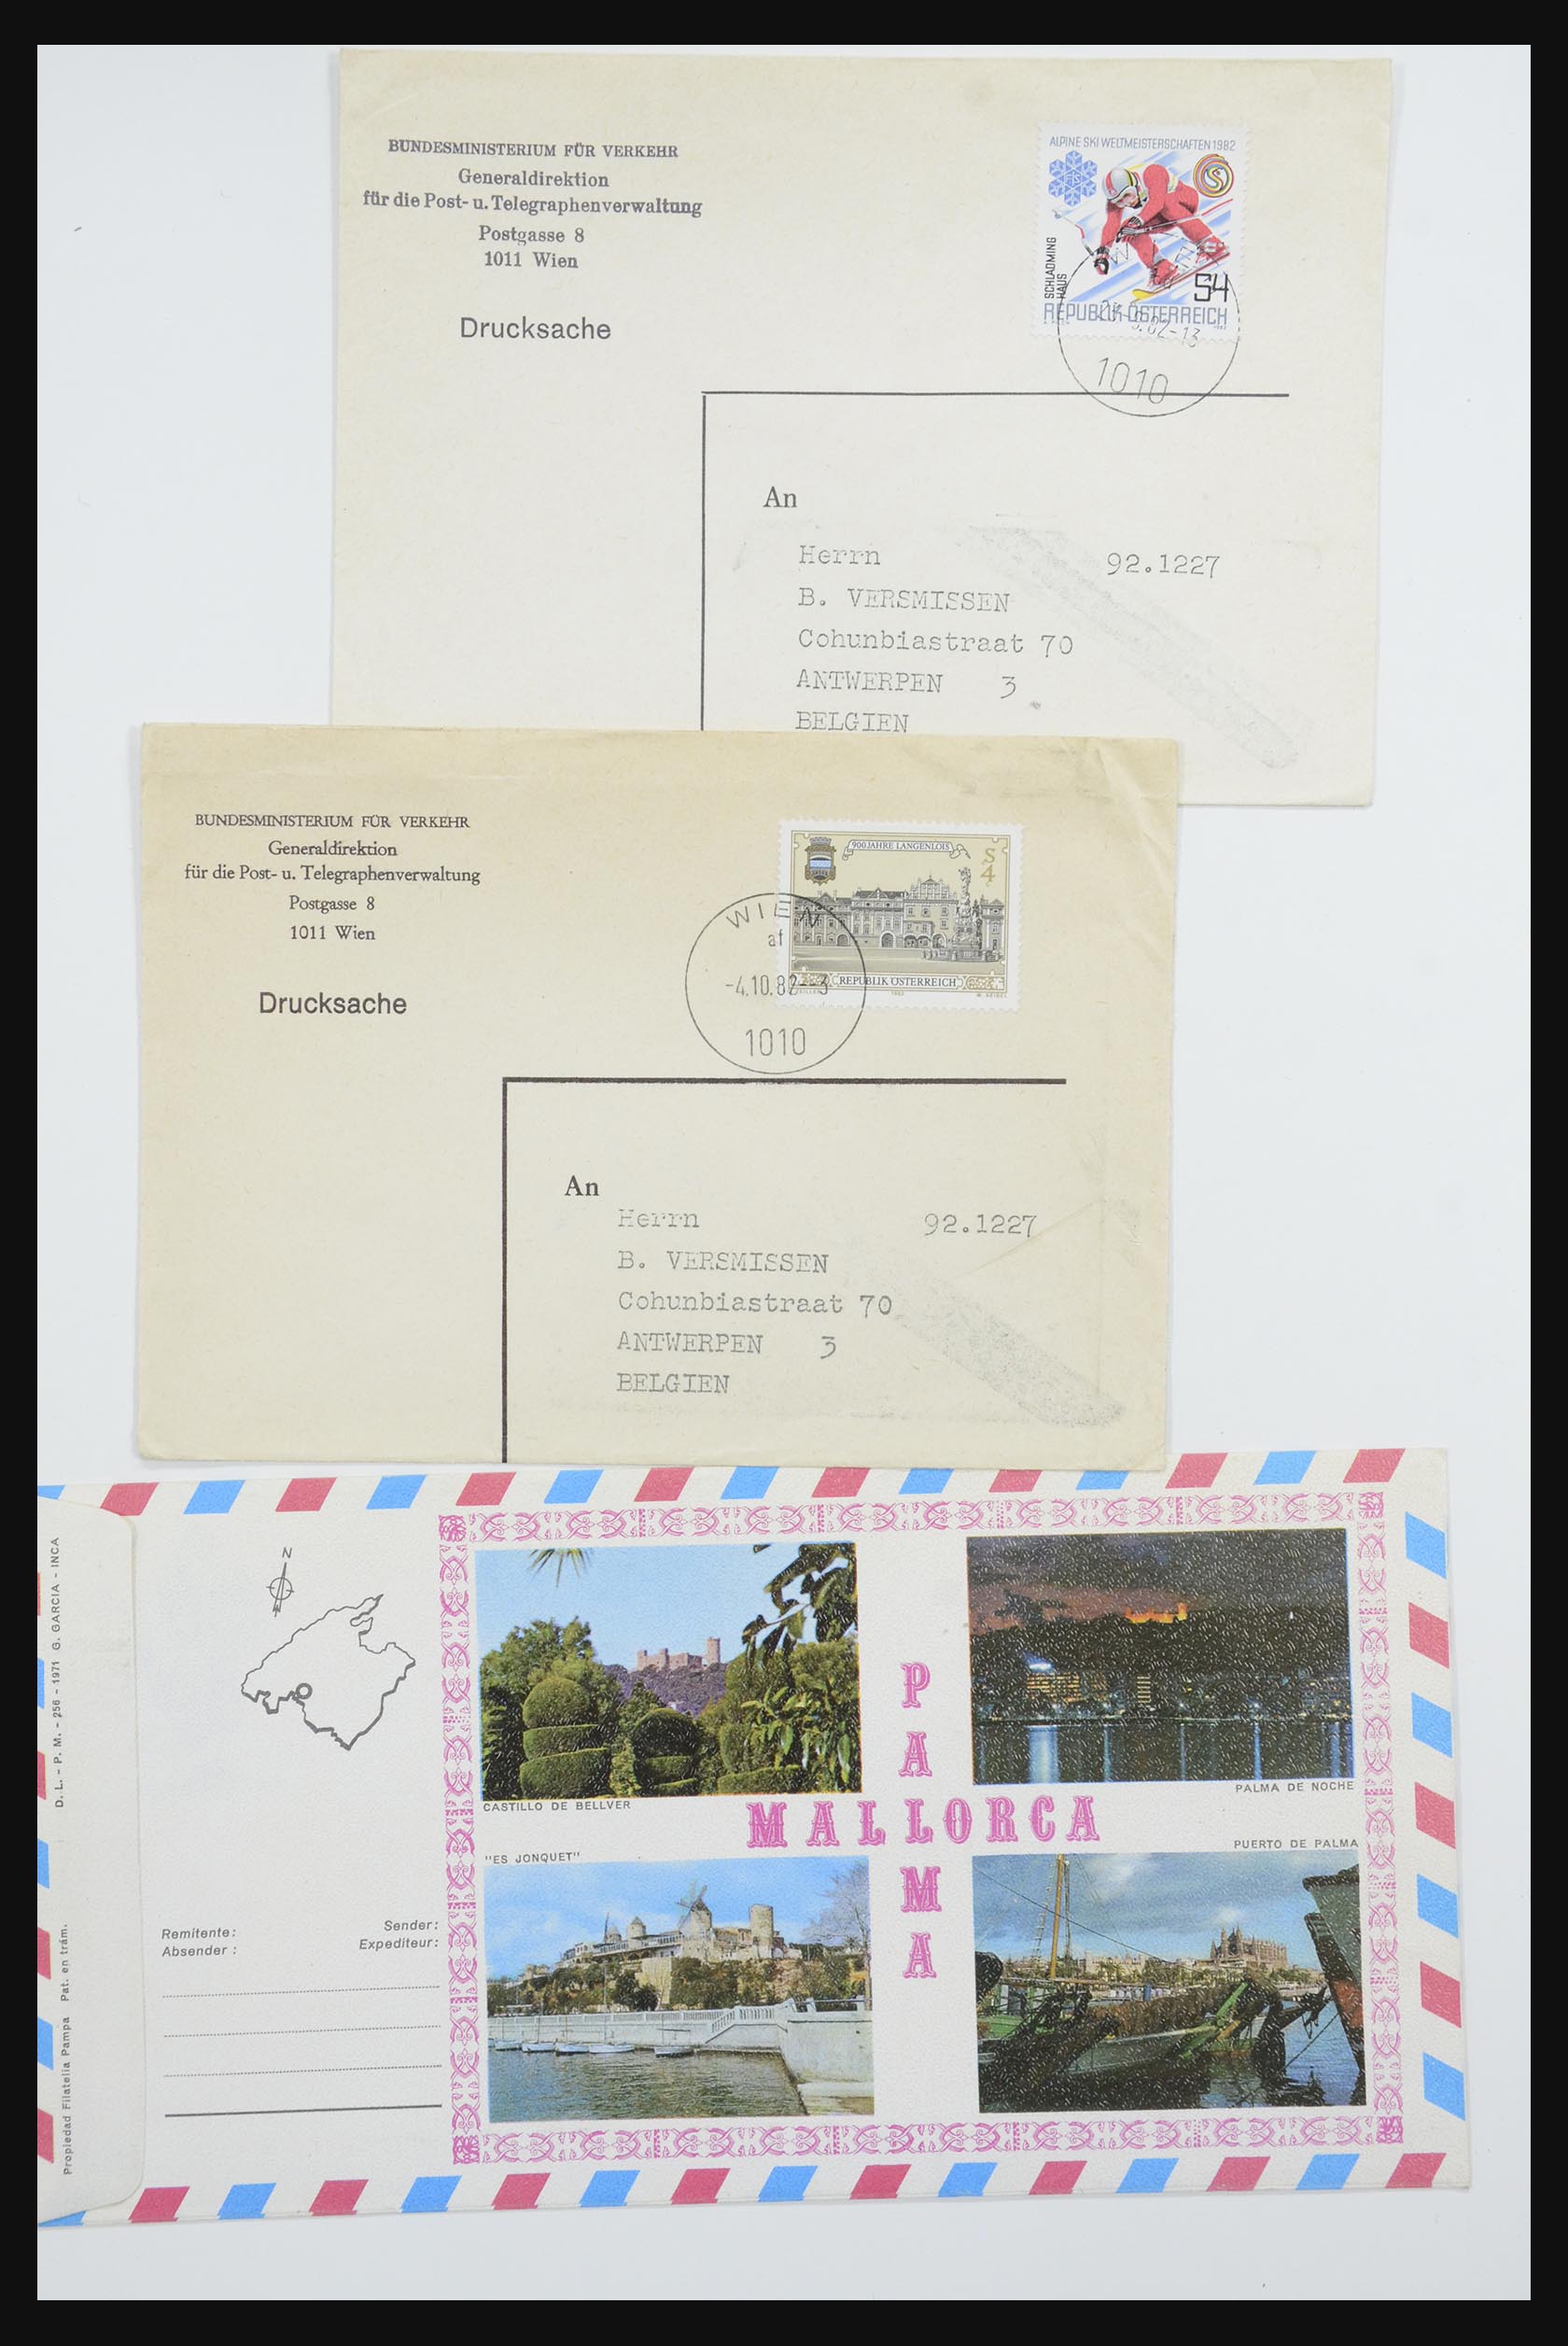 BUNDESMINISTERIUM FÜR VERKEHR
Generaldirektion
für die Post- u. Telegraphenverwaltung
Postgasse 8
1011 Wien
Drucksache
ALPINE SKI WELTMEISTERSCHAFTEN 1982
FIS
SCHLADMING
HAUS
S4
REPUBLIK ÖSTERREICH
1010
An
Herrn 92.1227
B. VERSMISSEN
Cohunbiastraat 70
ANTWERPEN 3
BELGIEN
BUNDESMINISTERIUM FÜR VERKEHR
Generaldirektion
für die Post- u. Telegraphenverwaltung
Postgasse 8
1011 Wien
Drucksache
900 JAHRE LANGENLOIS
S4
REPUBLIK ÖSTERREICH
1982
WIEN
af
-4.10.82--3
1010
An
Herrn 92.1227
B. VERSMISSEN
Cohunbiastraat 70
ANTWERPEN 3
BELGIEN
D. L. - P. M. - 256 - 1971 G. GARCIA - INCA
Propiedad Filatelia Pampa Pat. en trám.
N
Remitente: Sender:
Absender : Expediteur:
CASTILLO DE BELLVER
PALMA DE NOCHE
PALMA
MALLORCA
"ES JONQUET"
PUERTO DE PALMA